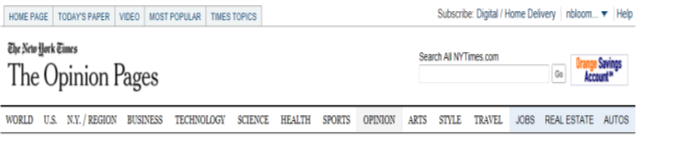 HOME PAGE TODAY'S PAPER VIDEO MOST POPULAR TIMES TOPICS
Subscribe: Digital / Home Delivery nbloom... Help
The New York Times
The Opinion Pages
Search All NYTimes.com
Go
Orange Savings
Account℠
WORLD U.S. N.Y. / REGION BUSINESS TECHNOLOGY SCIENCE HEALTH SPORTS OPINION ARTS STYLE TRAVEL JOBS REAL ESTATE AUTOS